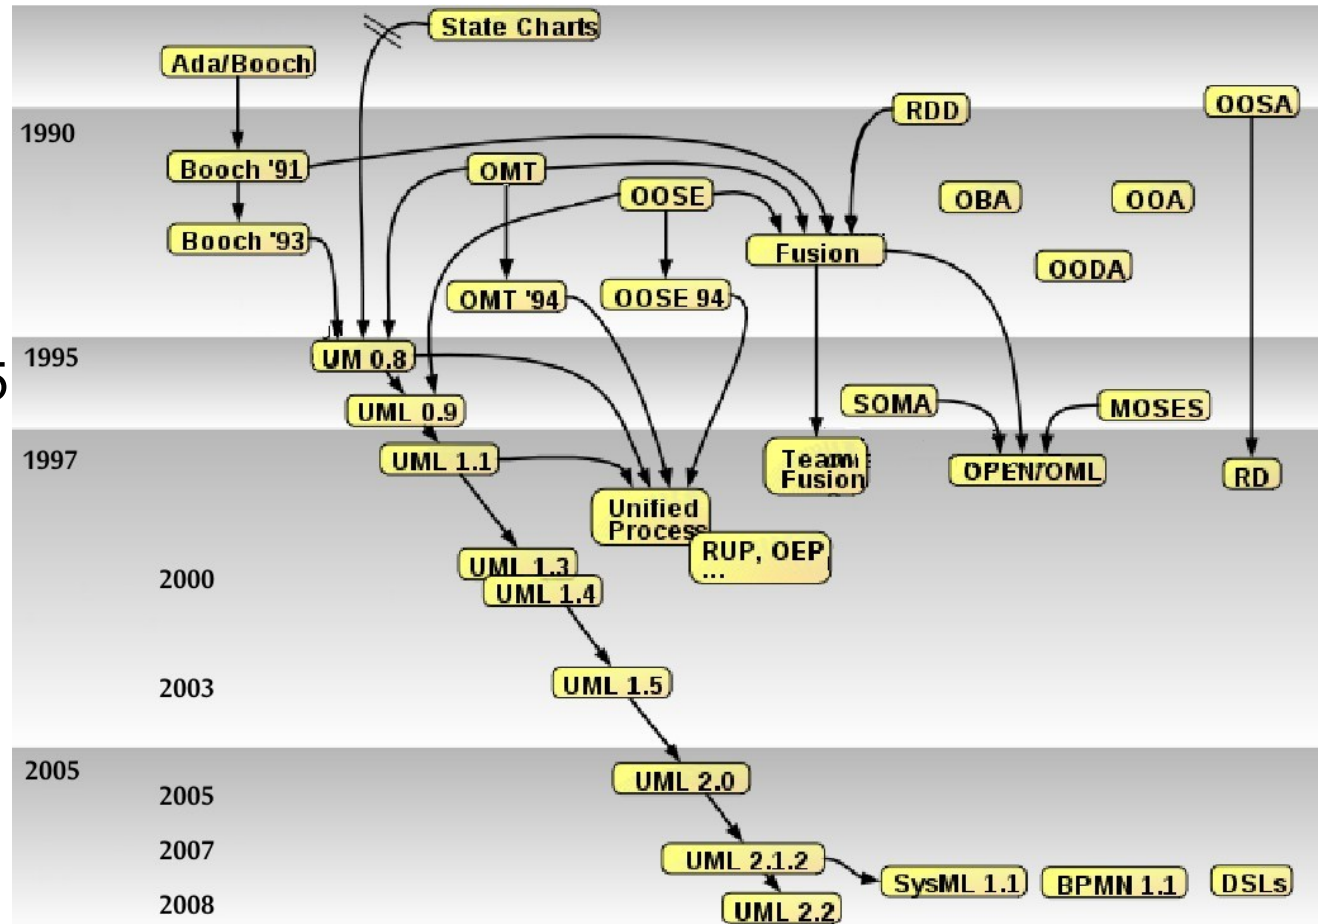 State Charts
Ada/Booch
OOSA
RDD
1990
Booch '91
OMT
OOSE
OBA
OOA
Booch '93
Fusion
OODA
OMT '94
OOSE 94
1995
5
UM 0.8
UML 0.9
SOMA
MOSES
1997
UML 1.1
Team
Fusion
OPEN/OML
RD
Unified
Process
RUP, OEP
...
2000
UML 1.3
UML 1.4
2003
UML 1.5
2005
UML 2.0
2005
2007
UML 2.1.2
SysML 1.1
BPMN 1.1
DSLs
2008
UML 2.2